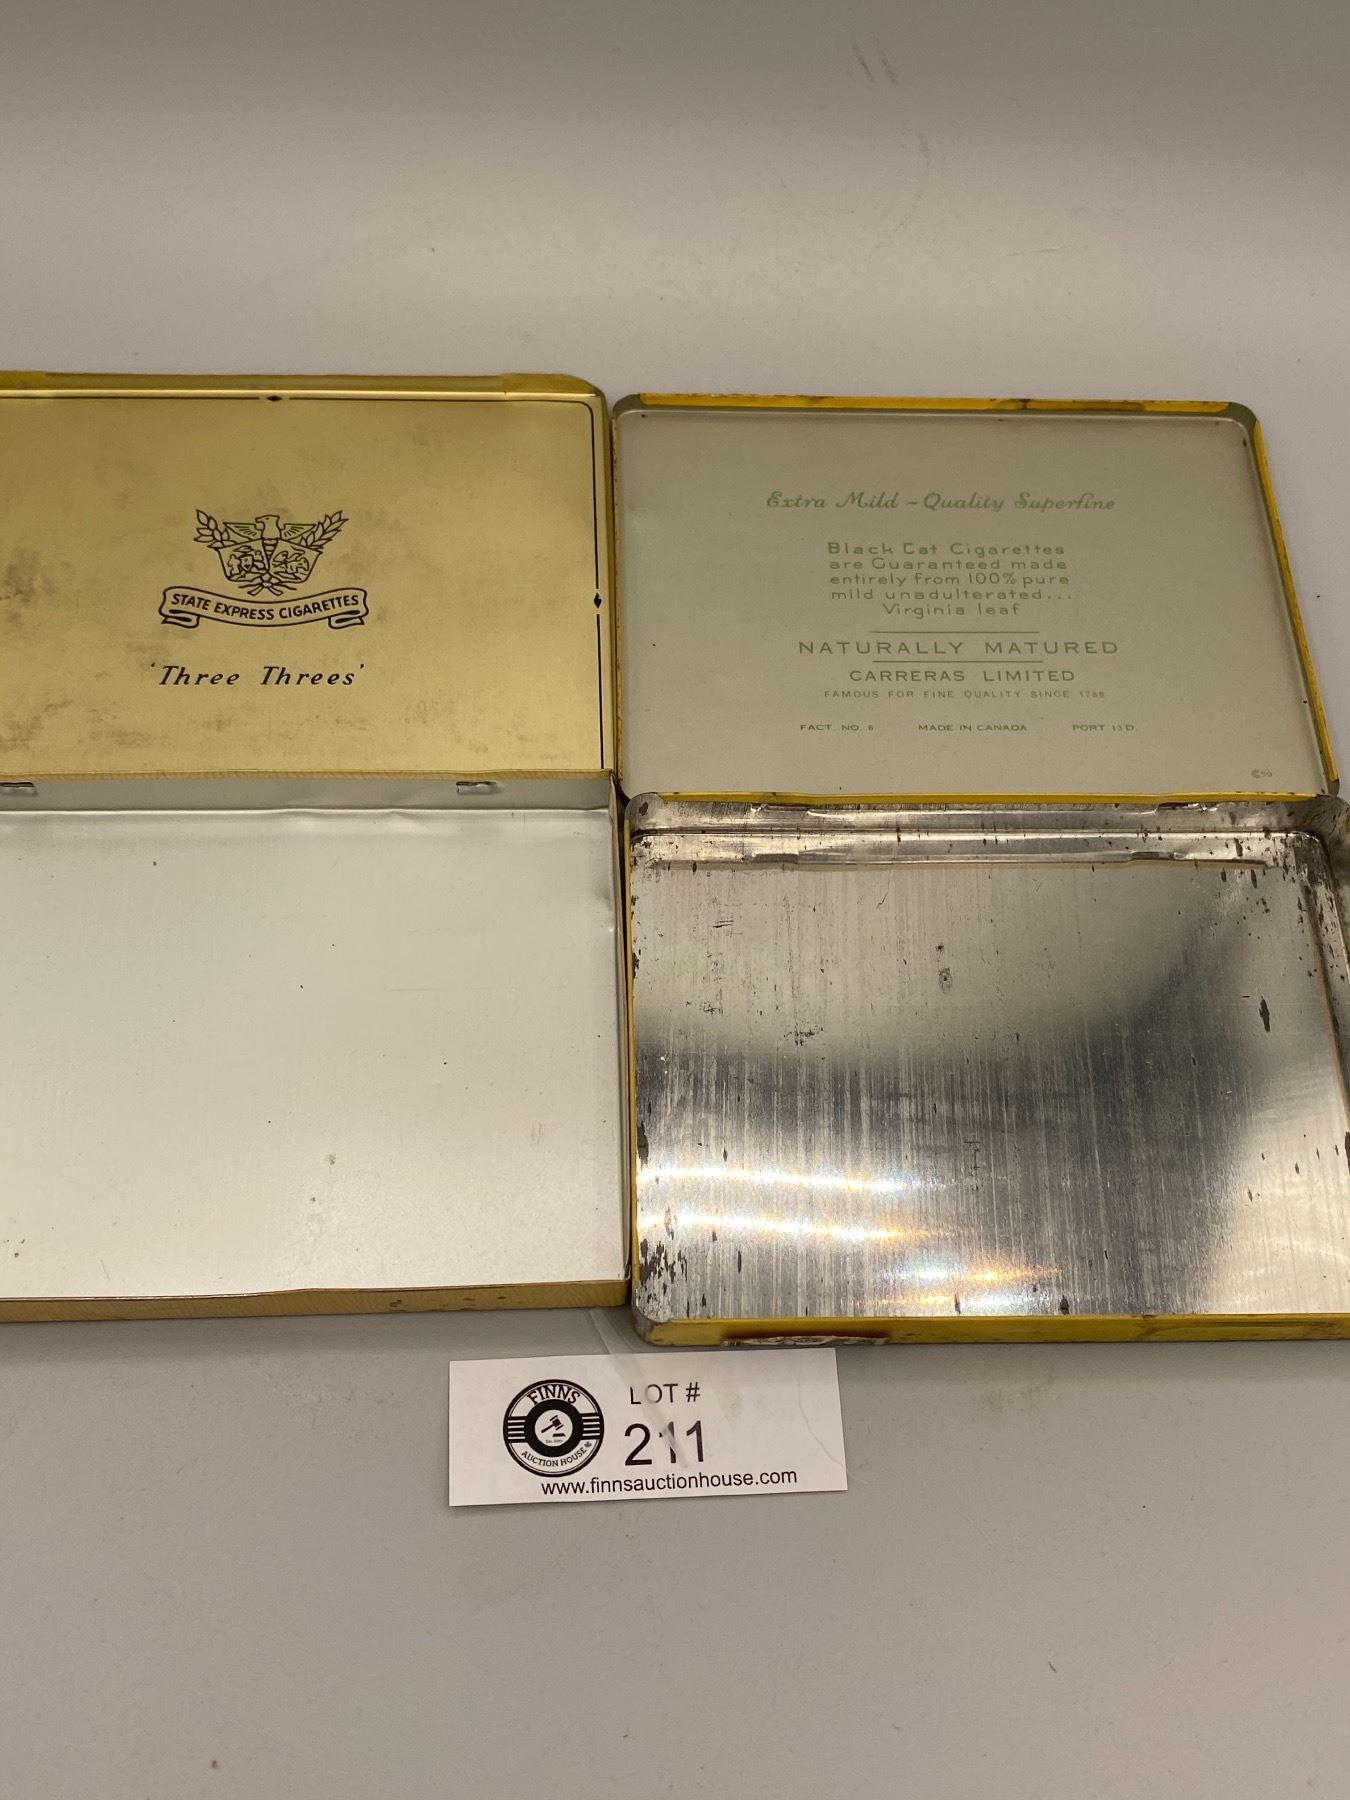 STATE EXPRESS CIGARETTES
'Three Threes'
Extra Mild ~ Quality Superfine
Black Cat Cigarettes
are Guaranteed made
entirely from 100% pure
mild unadulterated...
Virginia leaf
NATURALLY MATURED
CARRERAS LIMITED
FAMOUS FOR FINE QUALITY SINCE 1788
FACT. NO. 6 MADE IN CANADA PORT 13 D.
FINNS
AUCTION HOUSE
LOT #
211
www.finnsauctionhouse.com